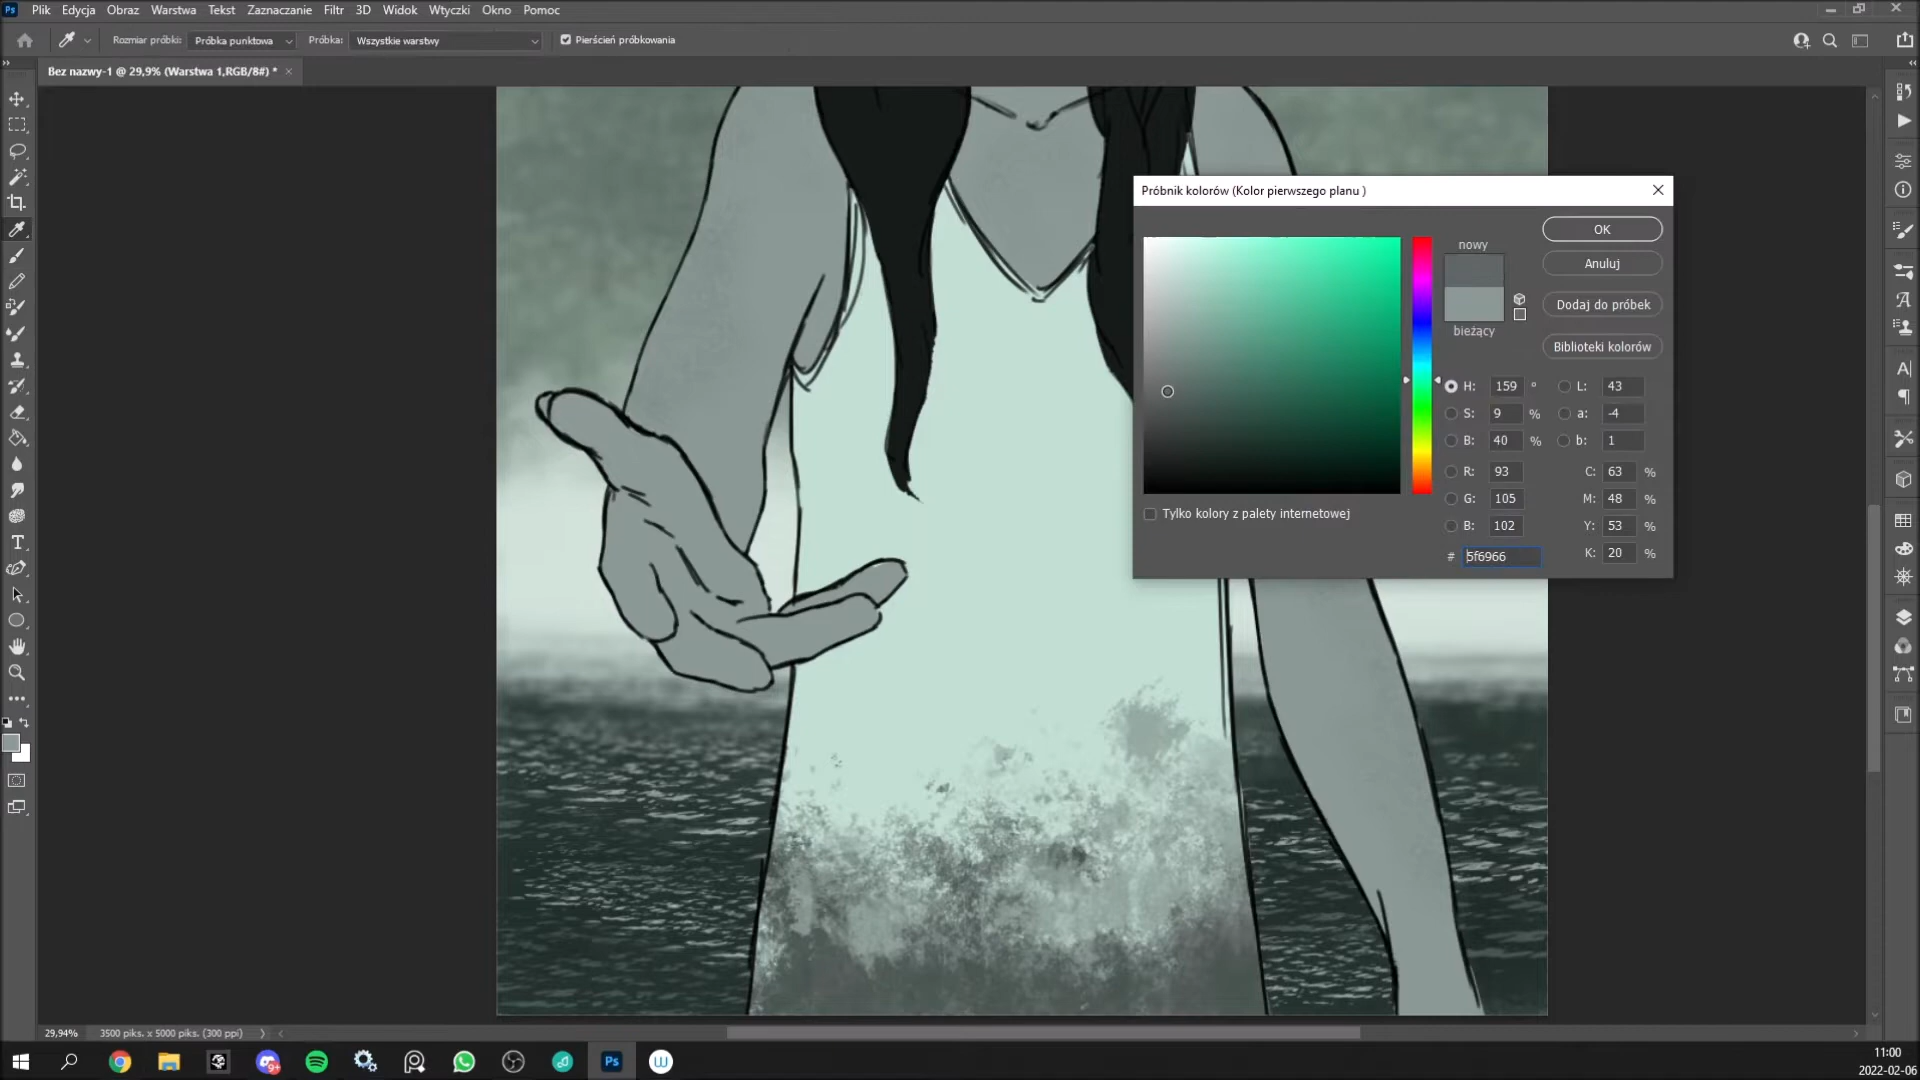 Ps Plik Edycja Obraz Warstwa Tekst Zaznaczanie Filtr 3D Widok Wtyczki Okno Pomoc
Rozmiar próbki: Próbka punktowa Próbka: Wszystkie warstwy Pierścień próbkowania
Bez nazwy-1 @ 29,9% (Warstwa 1,RGB/8#) * ×
Próbnik kolorów (Kolor pierwszego planu )
nowy
bieżący
OK
Anuluj
Dodaj do próbek
Biblioteki kolorów
H: 159 ° L: 43
S: 9 % a: -4
B: 40 % b: 1
R: 93 C: 63 %
G: 105 M: 48 %
B: 102 Y: 53 %
# 5f6966 K: 20 %
Tylko kolory z palety internetowej
29,94% 3500 piks. x 5000 piks. (300 ppi)
9+
Ps
11:00
2022-02-06